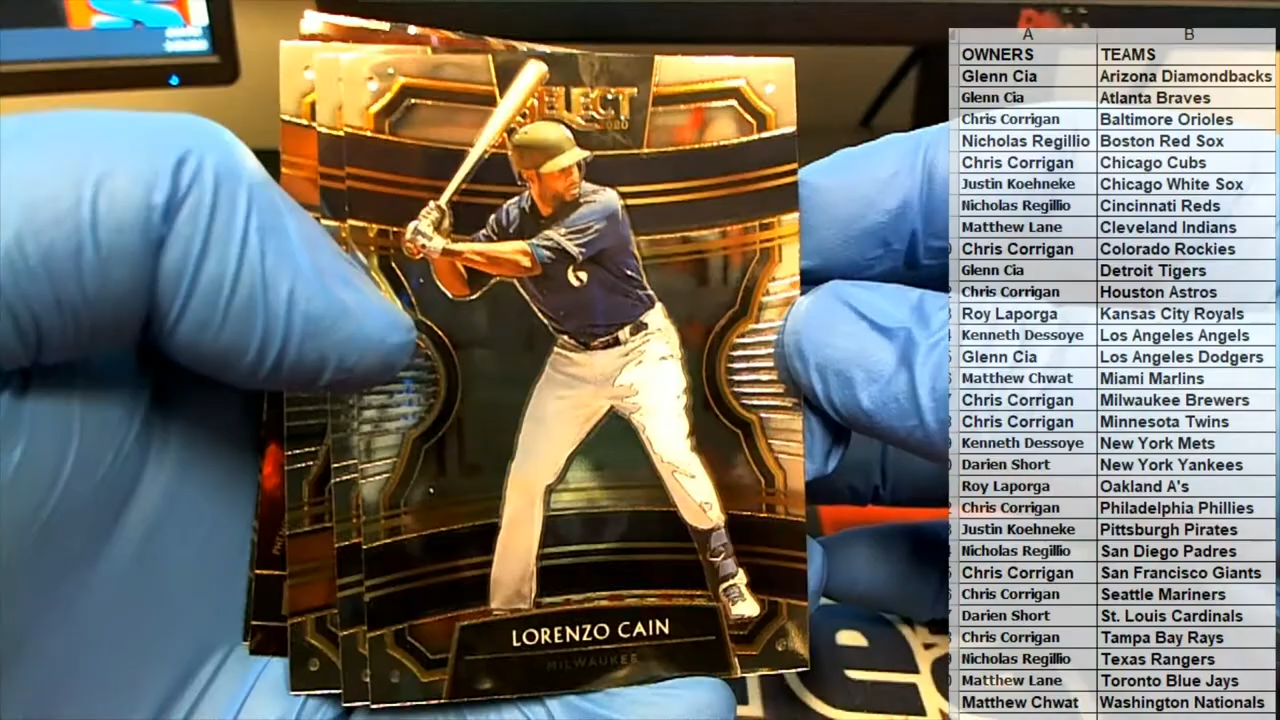 SELECT
2020
6
LORENZO CAIN
MILWAUKEE
A B
OWNERS TEAMS
Glenn Cia Arizona Diamondbacks
Glenn Cia Atlanta Braves
Chris Corrigan Baltimore Orioles
Nicholas Regillio Boston Red Sox
Chris Corrigan Chicago Cubs
Justin Koehneke Chicago White Sox
Nicholas Regillio Cincinnati Reds
Matthew Lane Cleveland Indians
Chris Corrigan Colorado Rockies
Glenn Cia Detroit Tigers
Chris Corrigan Houston Astros
Roy Laporga Kansas City Royals
Kenneth Dessoye Los Angeles Angels
Glenn Cia Los Angeles Dodgers
Matthew Chwat Miami Marlins
Chris Corrigan Milwaukee Brewers
Chris Corrigan Minnesota Twins
Kenneth Dessoye New York Mets
Darien Short New York Yankees
Roy Laporga Oakland A's
Chris Corrigan Philadelphia Phillies
Justin Koehneke Pittsburgh Pirates
Nicholas Regillio San Diego Padres
Chris Corrigan San Francisco Giants
Chris Corrigan Seattle Mariners
Darien Short St. Louis Cardinals
Chris Corrigan Tampa Bay Rays
Nicholas Regillio Texas Rangers
Matthew Lane Toronto Blue Jays
Matthew Chwat Washington Nationals